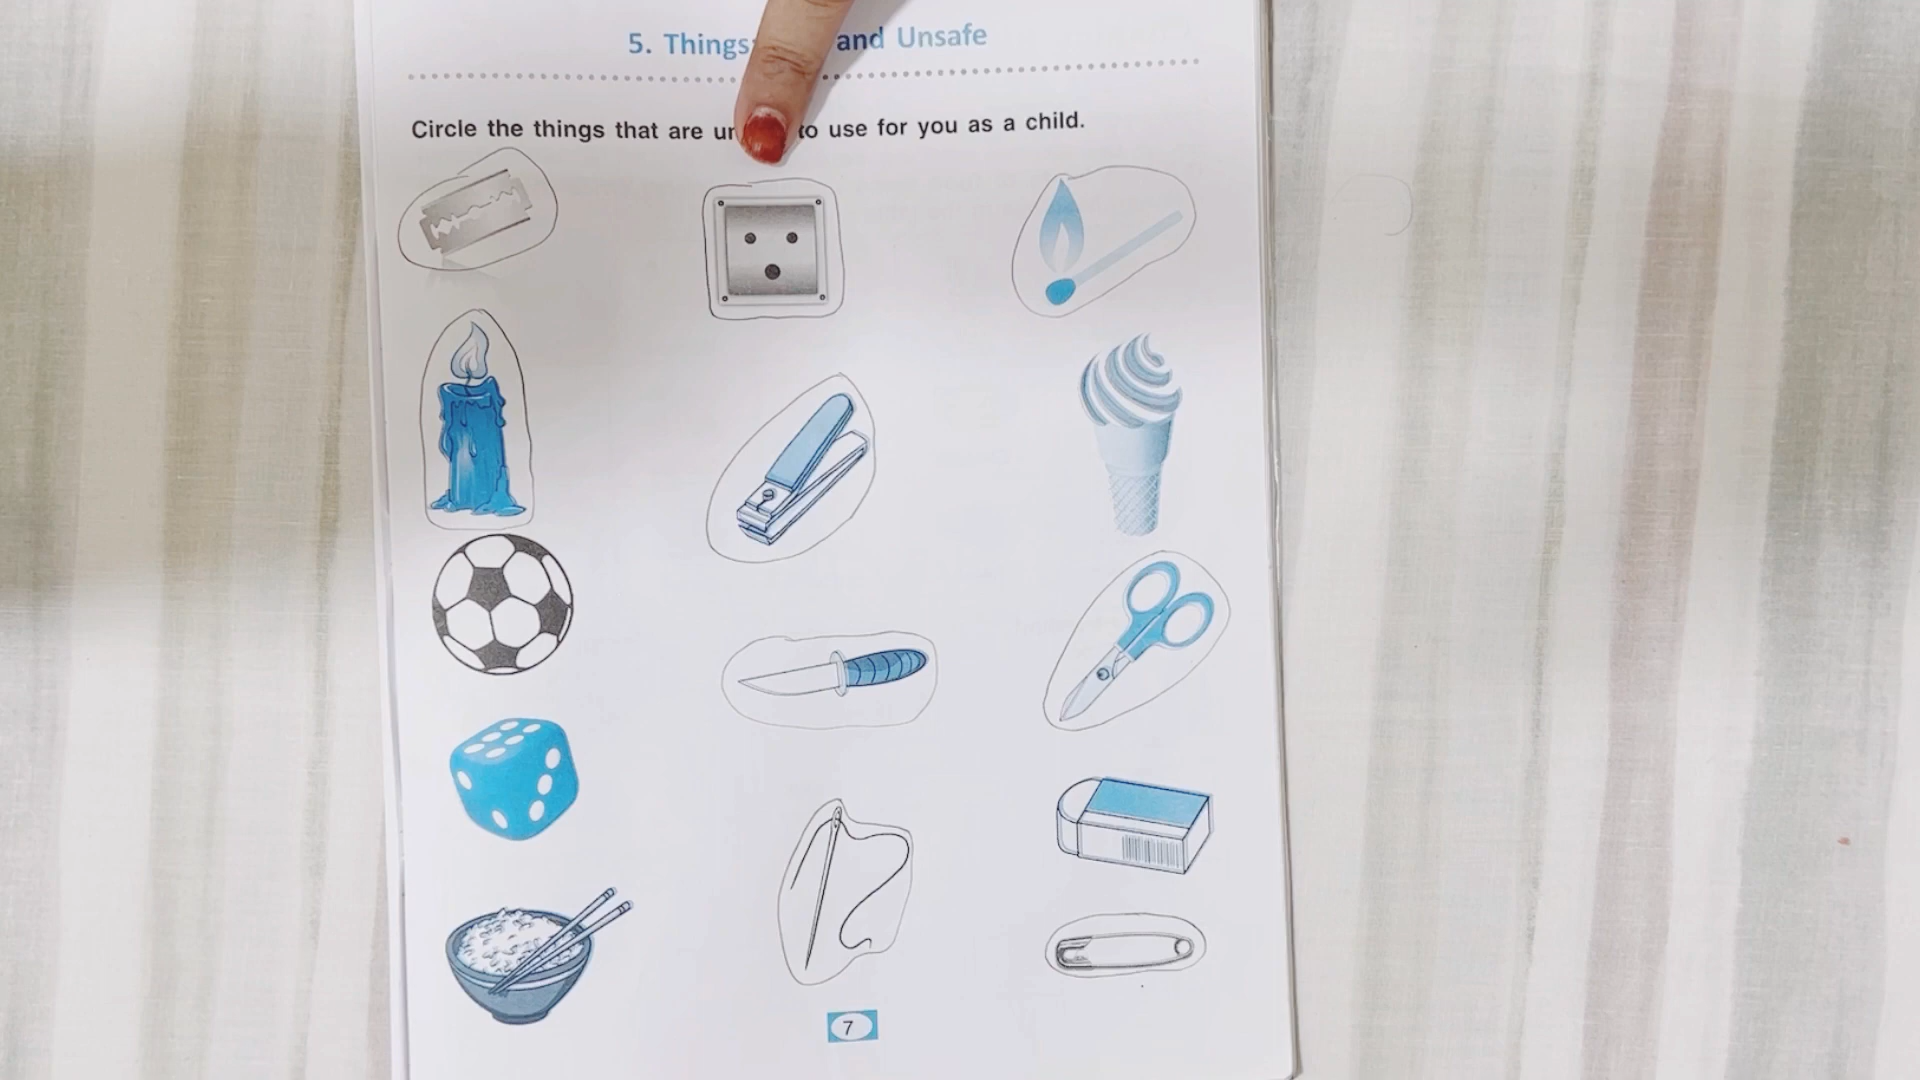 5. Things and Unsafe
Circle the things that are to use for you as a child.
7